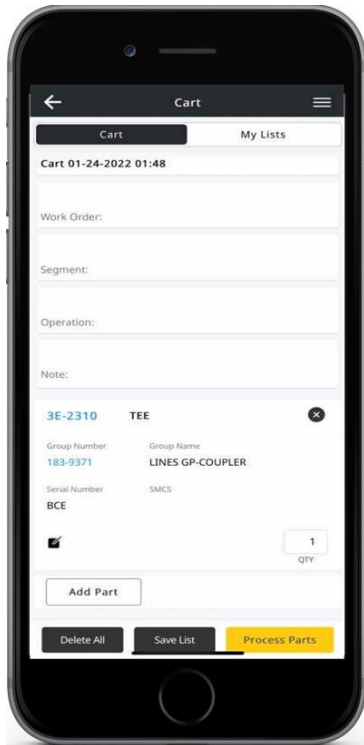 Cart
Cart My Lists
Cart 01-24-2022 01:48
Work Order:
Segment:
Operation:
Note:
3E-2310 TEE
Group Number Group Name
183-9371 LINES GP-COUPLER
Serial Number SMCS
BCE
1
QTY
Add Part
Delete All Save List Process Parts